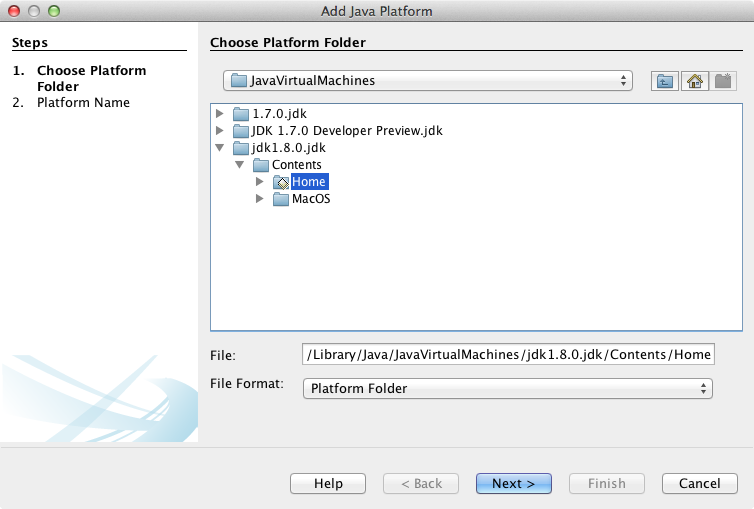 Add Java Platform
Steps
1. Choose Platform
Folder
2. Platform Name
Choose Platform Folder
JavaVirtualMachines
1.7.0.jdk
JDK 1.7.0 Developer Preview.jdk
jdk1.8.0.jdk
Contents
Home
MacOS
File: /Library/Java/JavaVirtualMachines/jdk1.8.0.jdk/Contents/Home
File Format: Platform Folder
Help < Back Next > Finish Cancel